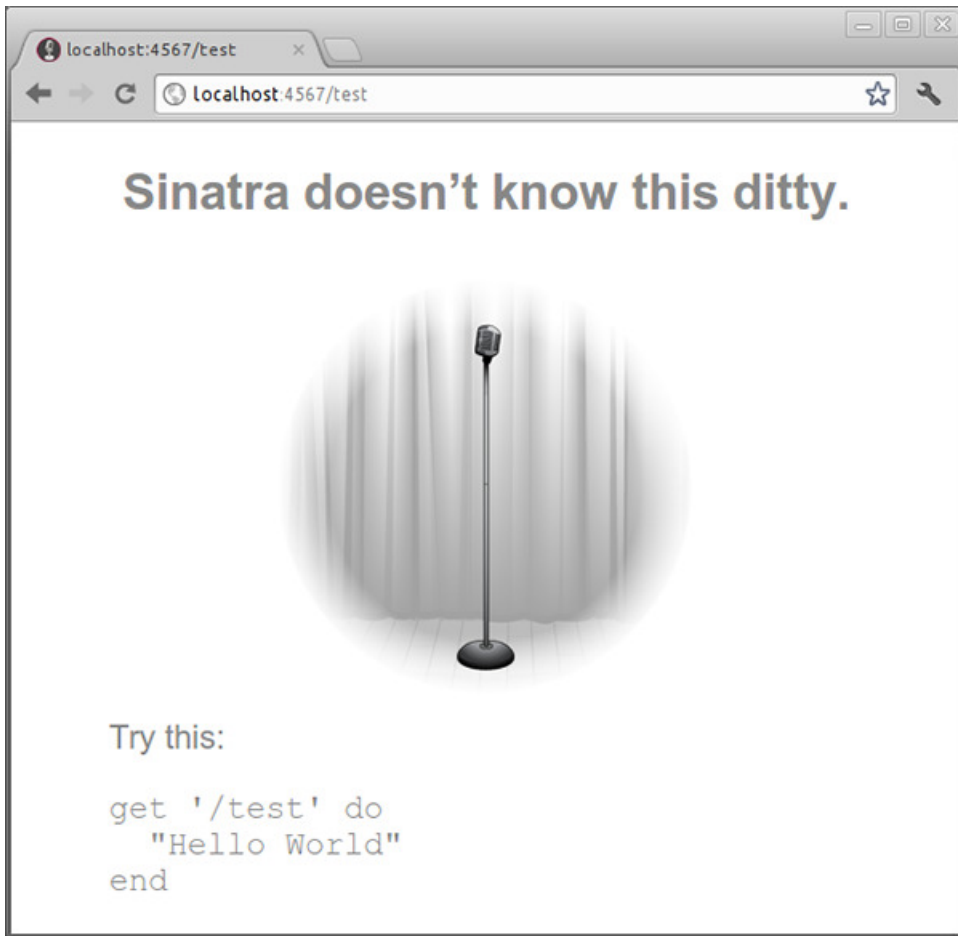 localhost:4567/test
localhost:4567/test
Sinatra doesn’t know this ditty.
Try this:
get '/test' do
  "Hello World"
end